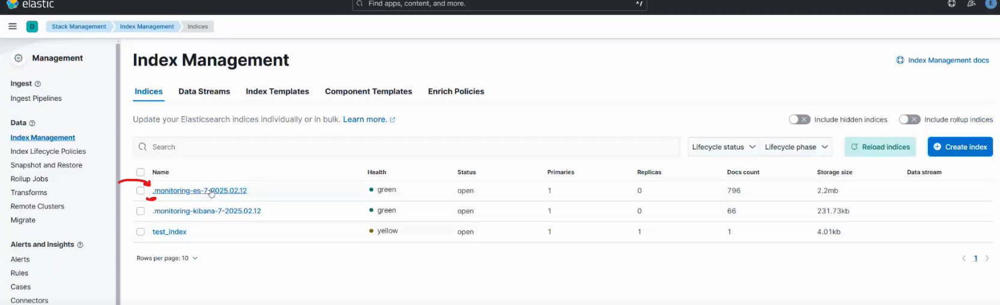 elastic
Find apps, content, and more. ^/ E
D Stack Management Index Management Indices
Management
Ingest
Ingest Pipelines
Data
Index Management
Index Lifecycle Policies
Snapshot and Restore
Rollup Jobs
Transforms
Remote Clusters
Migrate
Alerts and Insights
Alerts
Rules
Cases
Connectors
Index Management
Index Management docs
Indices Data Streams Index Templates Component Templates Enrich Policies
Update your Elasticsearch indices individually or in bulk. Learn more.
Include hidden indices Include rollup indices
Search Lifecycle status Lifecycle phase Reload indices Create index
Name Health Status Primaries Replicas Docs count Storage size Data stream
.monitoring-es-7-2025.02.12 green open 1 0 796 2.2mb
.monitoring-kibana-7-2025.02.12 green open 1 0 66 231.73kb
test_index yellow open 1 1 1 4.01kb
Rows per page: 10 1